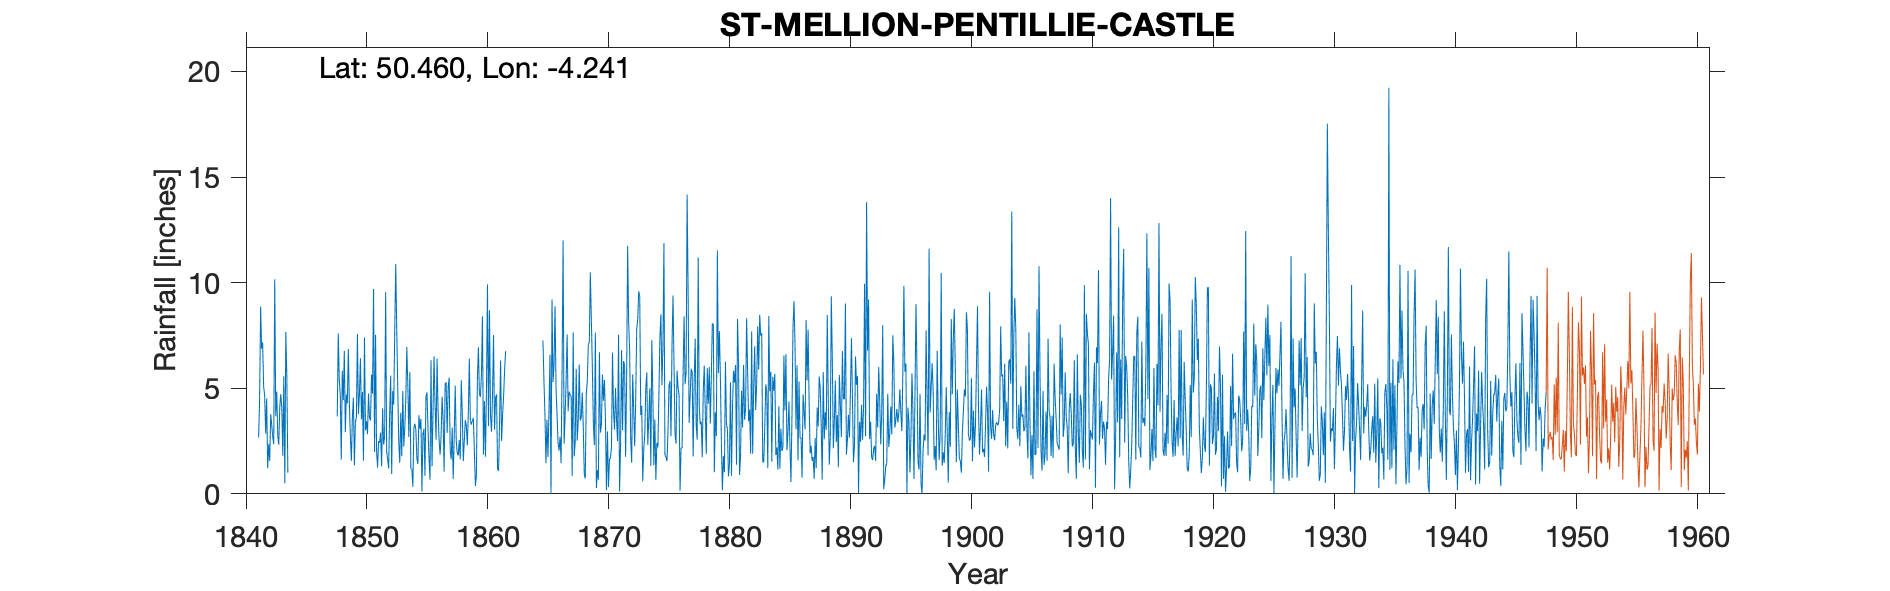 ST-MELLION-PENTILLIE-CASTLE
Lat: 50.460, Lon: -4.241
Rainfall [inches]
20
15
10
5
0
1840 1850 1860 1870 1880 1890 1900 1910 1920 1930 1940 1950 1960
Year